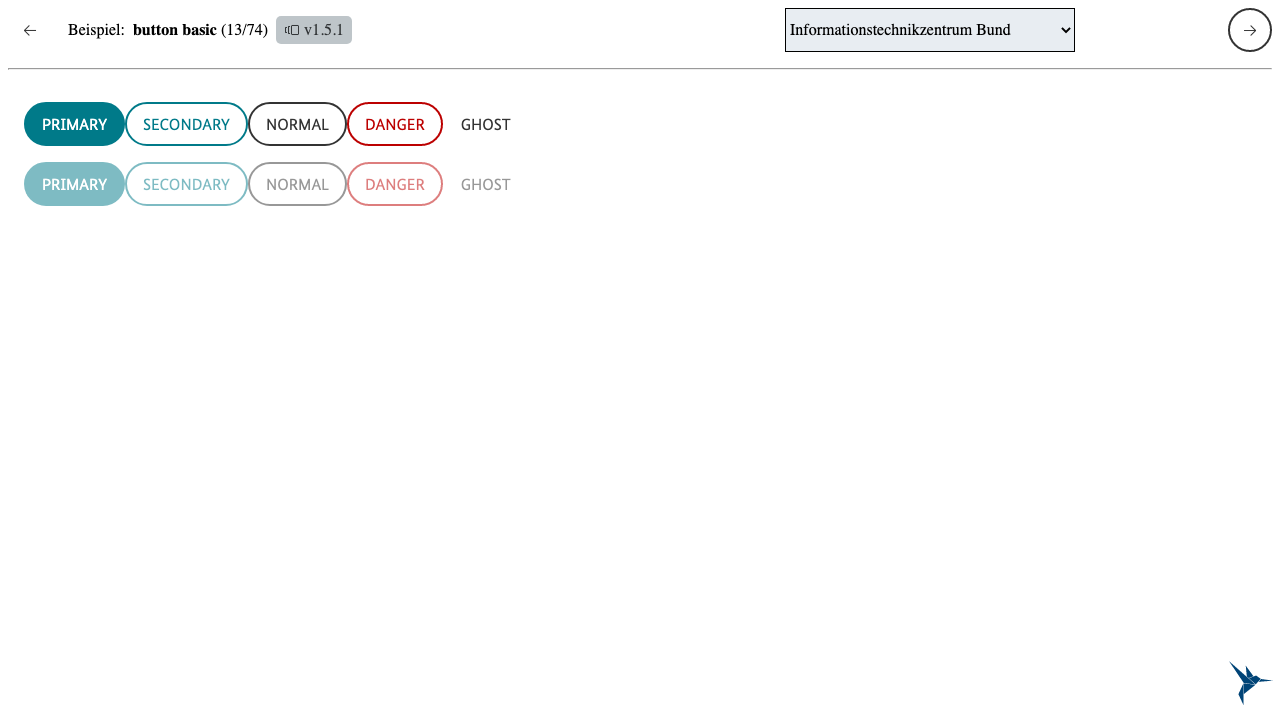 Beispiel: button basic (13/74) v1.5.1 Informationstechnikzentrum Bund
PRIMARY SECONDARY NORMAL DANGER GHOST
PRIMARY SECONDARY NORMAL DANGER GHOST